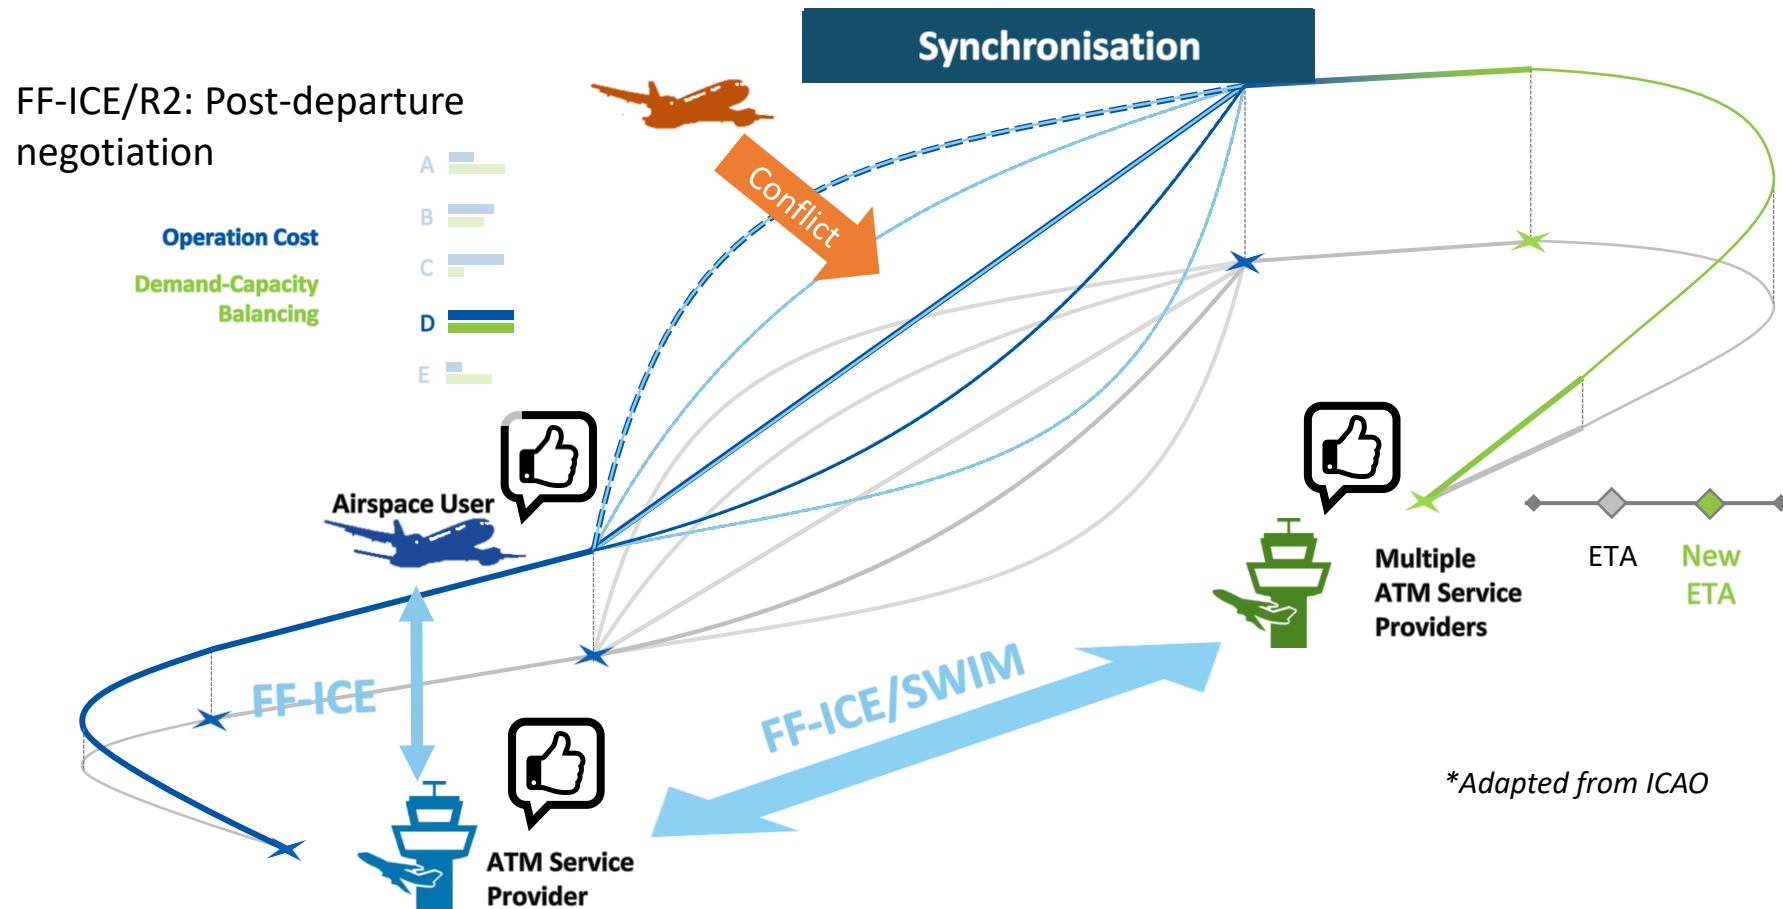 Synchronisation
FF-ICE/R2: Post-departure
negotiation
Conflict
A
B
C
D
E
Operation Cost
Demand-Capacity
Balancing
Airspace User
FF-ICE
FF-ICE/SWIM
ATM Service
Provider
Multiple
ATM Service
Providers
ETA
New
ETA
*Adapted from ICAO